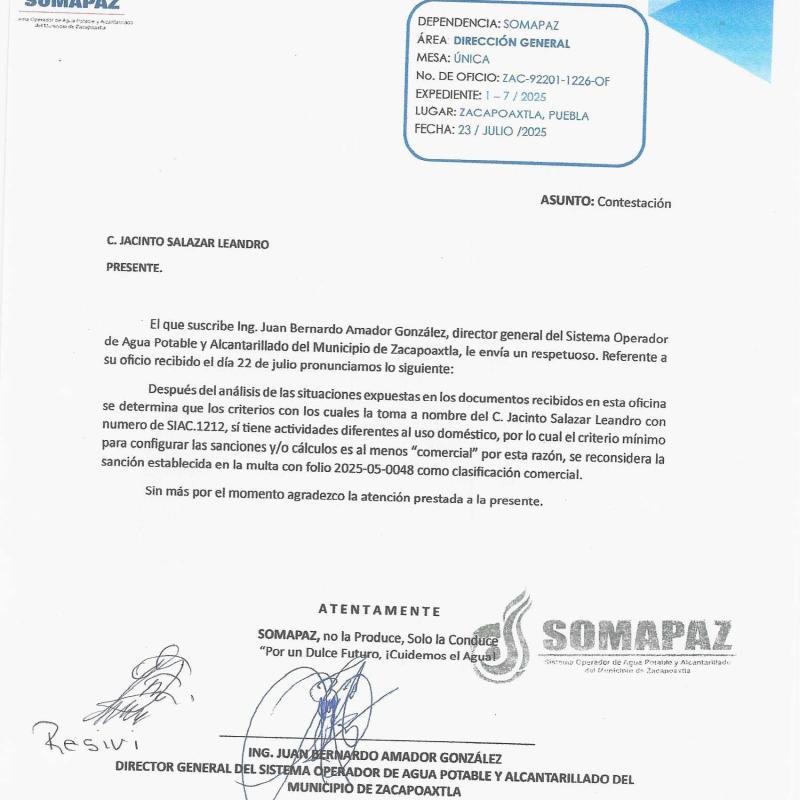 SOMAPAZ
Sistema Operador de Agua Potable y Alcantarillado
del Municipio de Zacapoaxtla
DEPENDENCIA: SOMAPAZ
ÁREA: DIRECCIÓN GENERAL
MESA: ÚNICA
No. DE OFICIO: ZAC-92201-1226-OF
EXPEDIENTE: 1 – 7 / 2025
LUGAR: ZACAPOAXTLA, PUEBLA
FECHA: 23 / JULIO /2025
ASUNTO: Contestación
C. JACINTO SALAZAR LEANDRO
PRESENTE.
El que suscribe Ing. Juan Bernardo Amador González, director general del Sistema Operador
de Agua Potable y Alcantarillado del Municipio de Zacapoaxtla, le envía un respetuoso. Referente a
su oficio recibido el día 22 de julio pronunciamos lo siguiente:
Después del análisis de las situaciones expuestas en los documentos recibidos en esta oficina
se determina que los criterios con los cuales la toma a nombre del C. Jacinto Salazar Leandro con
numero de SIAC.1212, sí tiene actividades diferentes al uso doméstico, por lo cual el criterio mínimo
para configurar las sanciones y/o cálculos es al menos “comercial” por esta razón, se reconsidera la
sanción establecida en la multa con folio 2025-05-0048 como clasificación comercial.
Sin más por el momento agradezco la atención prestada a la presente.
ATENTAMENTE
SOMAPAZ, no la Produce, Solo la Conduce
“Por un Dulce Futuro, ¡Cuidemos el Agua!
SOMAPAZ
Sistema Operador de Agua Potable y Alcantarillado
del Municipio de Zacapoaxtla
Resivi
ING. JUAN BERNARDO AMADOR GONZÁLEZ
DIRECTOR GENERAL DEL SISTEMA OPERADOR DE AGUA POTABLE Y ALCANTARILLADO DEL
MUNICIPIO DE ZACAPOAXTLA